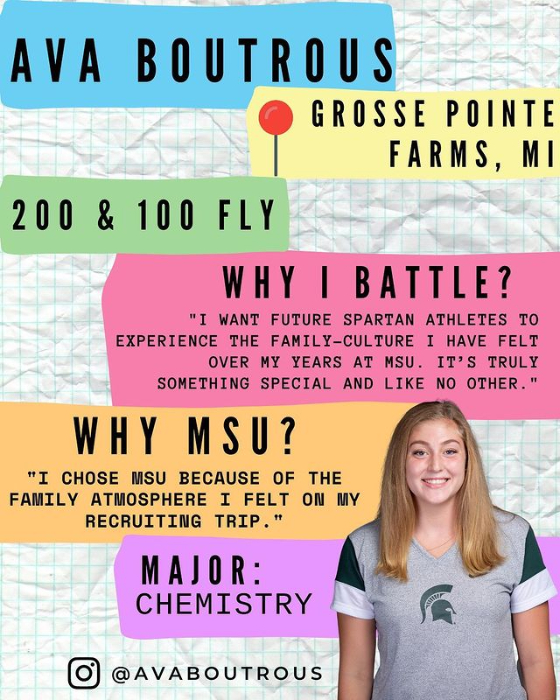 AVA BOUTROUS
GROSSE POINTE
FARMS, MI
200 & 100 FLY
WHY I BATTLE?
"I WANT FUTURE SPARTAN ATHLETES TO
EXPERIENCE THE FAMILY-CULTURE I HAVE FELT
OVER MY YEARS AT MSU. IT'S TRULY
SOMETHING SPECIAL AND LIKE NO OTHER."
WHY MSU?
"I CHOSE MSU BECAUSE OF THE
FAMILY ATMOSPHERE I FELT ON MY
RECRUITING TRIP."
MAJOR:
CHEMISTRY
@AVABOUTROUS